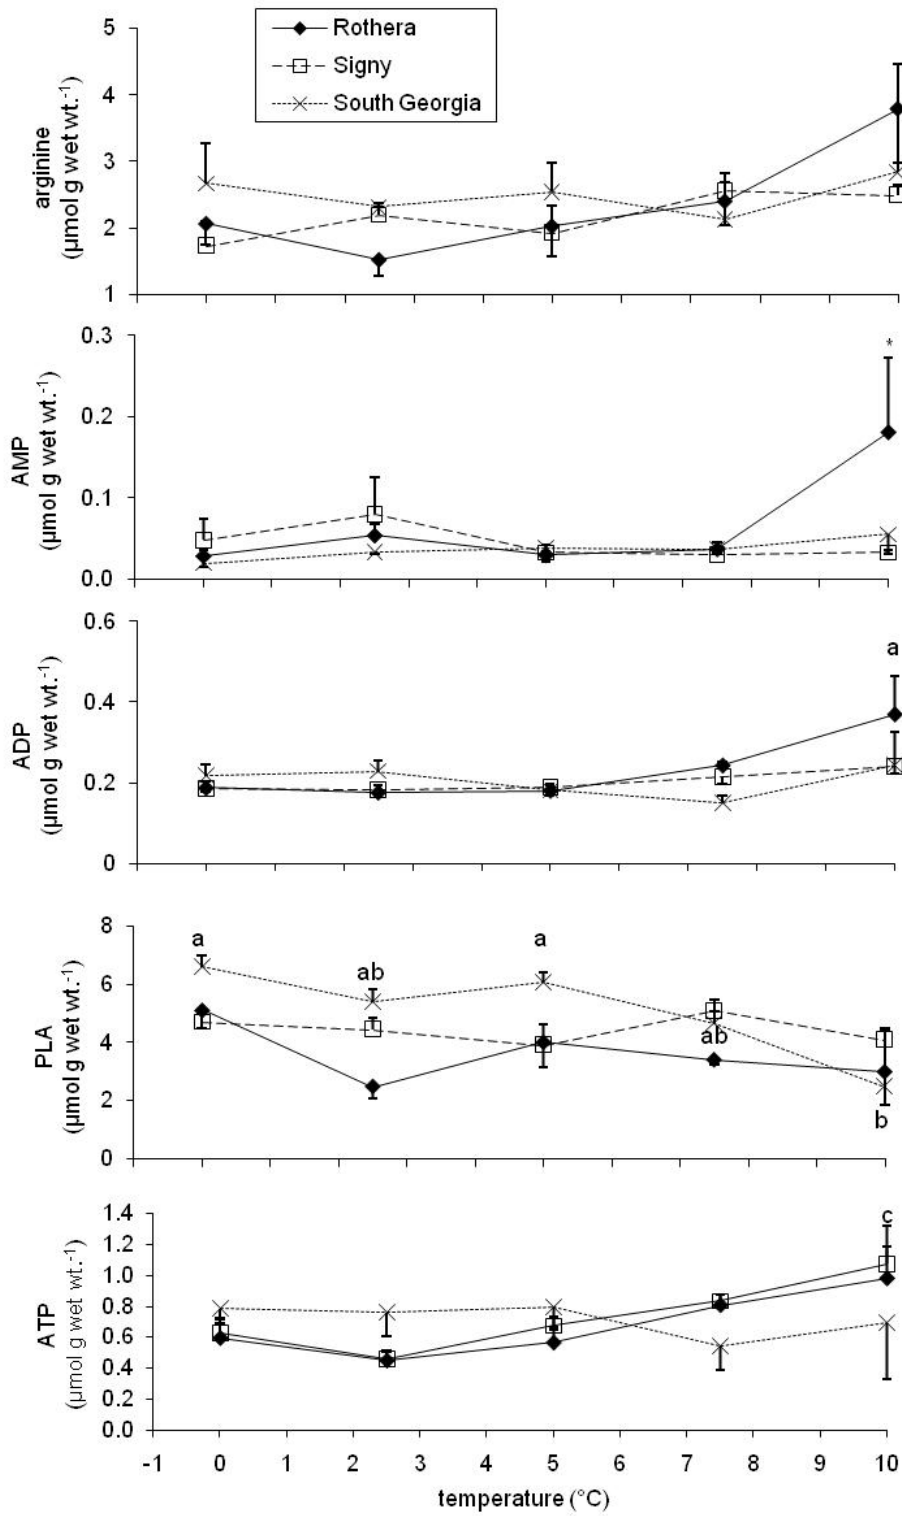 Rothera
Signy
South Georgia
arginine
(µmol g wet wt.-1)
5
4
3
2
1
AMP
(µmol g wet wt.-1)
0.3
0.2
0.1
0.0
*
ADP
(µmol g wet wt.-1)
0.6
0.4
0.2
0
a
PLA
(µmol g wet wt.-1)
8
6
4
2
0
a
ab
a
ab
b
ATP
(µmol g wet wt.-1)
1.4
1.2
1.0
0.8
0.6
0.4
0.2
0.0
c
-1 0 1 2 3 4 5 6 7 8 9 10
temperature (°C)